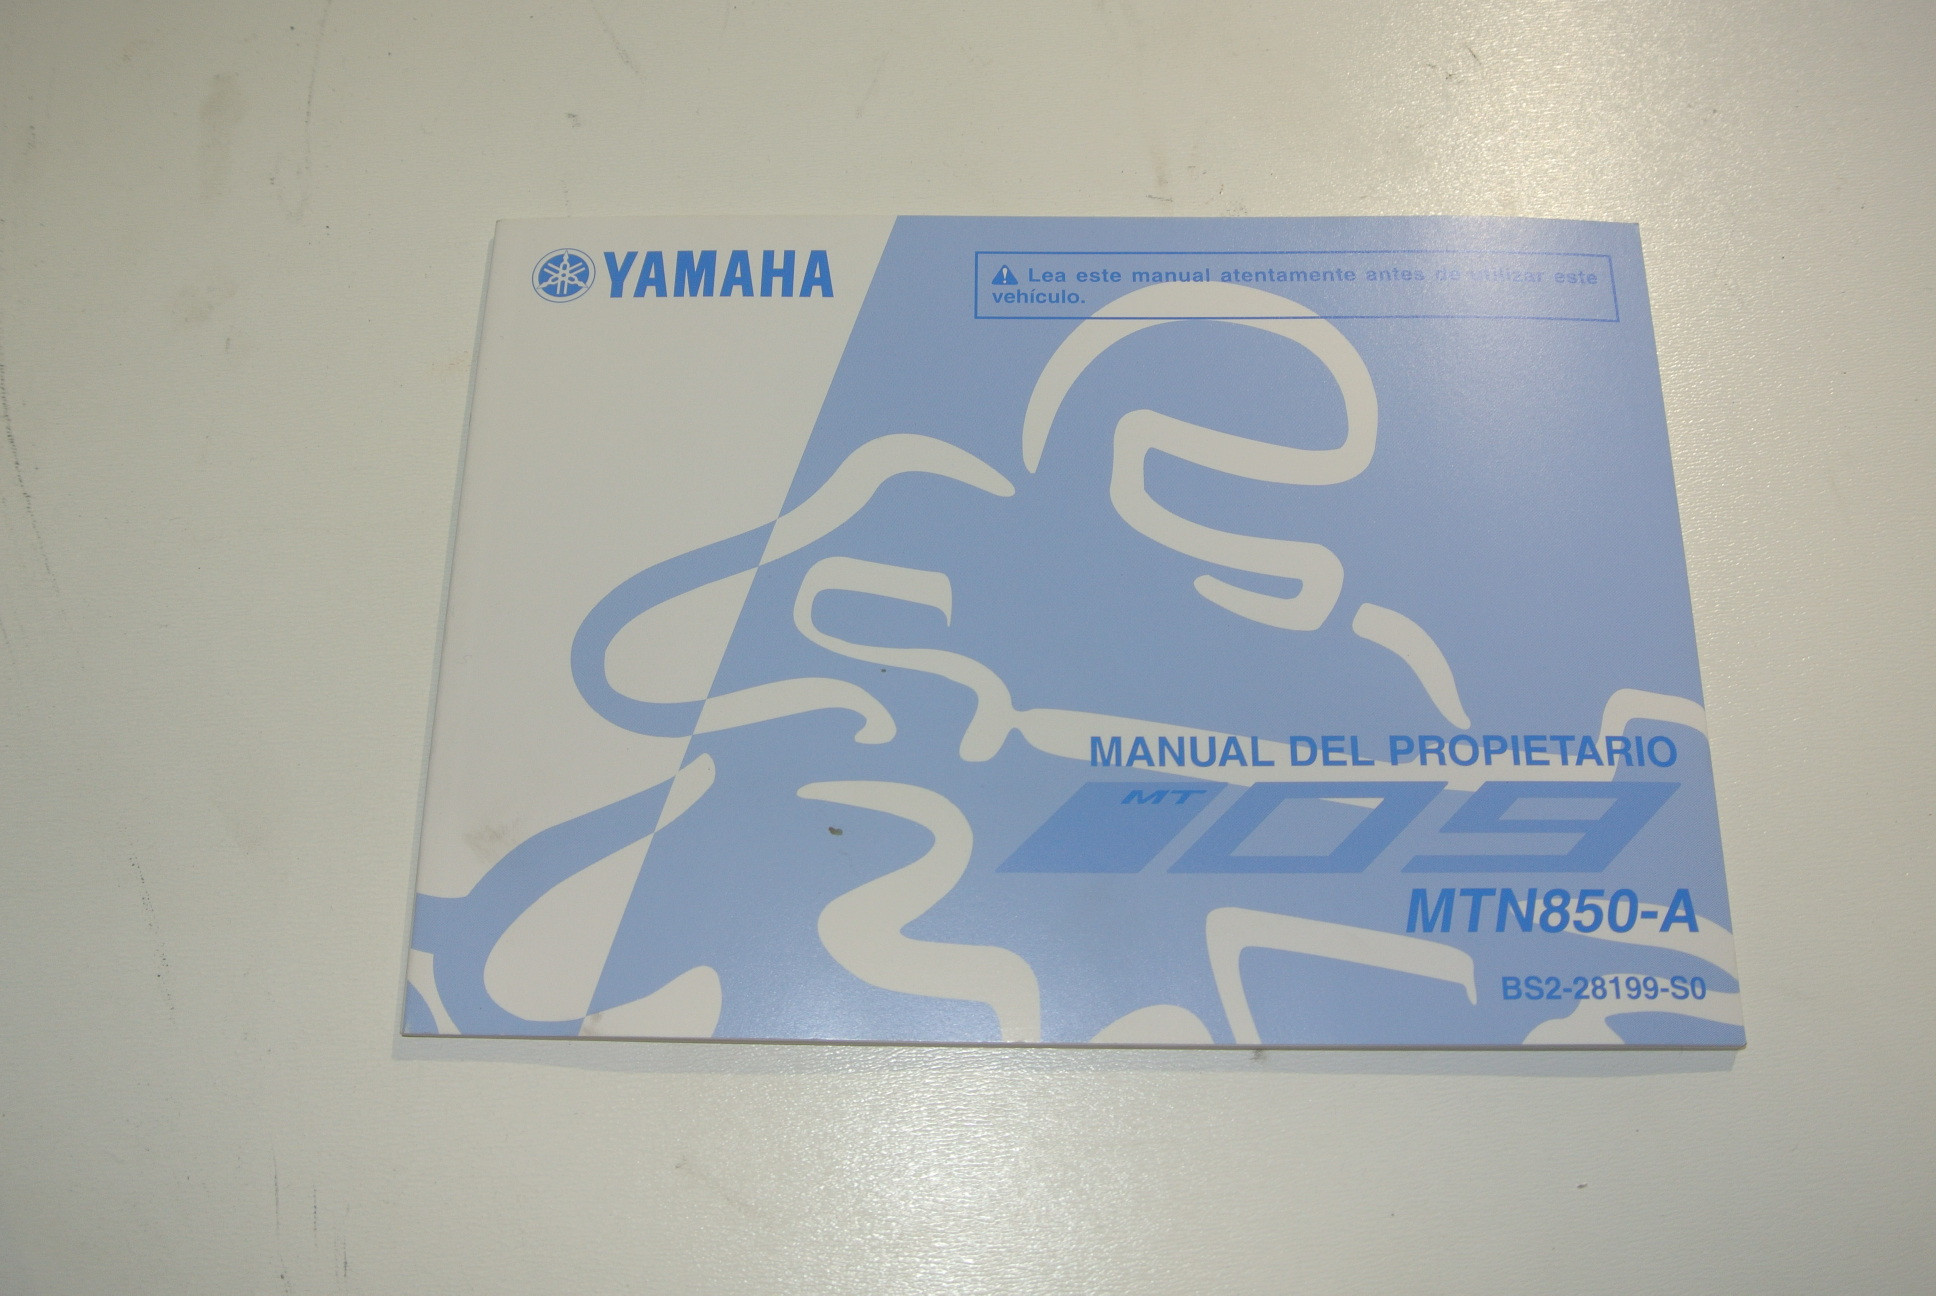 YAMAHA
Lea este manual atentamente antes de utilizar este
vehículo.
MANUAL DEL PROPIETARIO
MT 09
MTN850-A
BS2-28199-S0